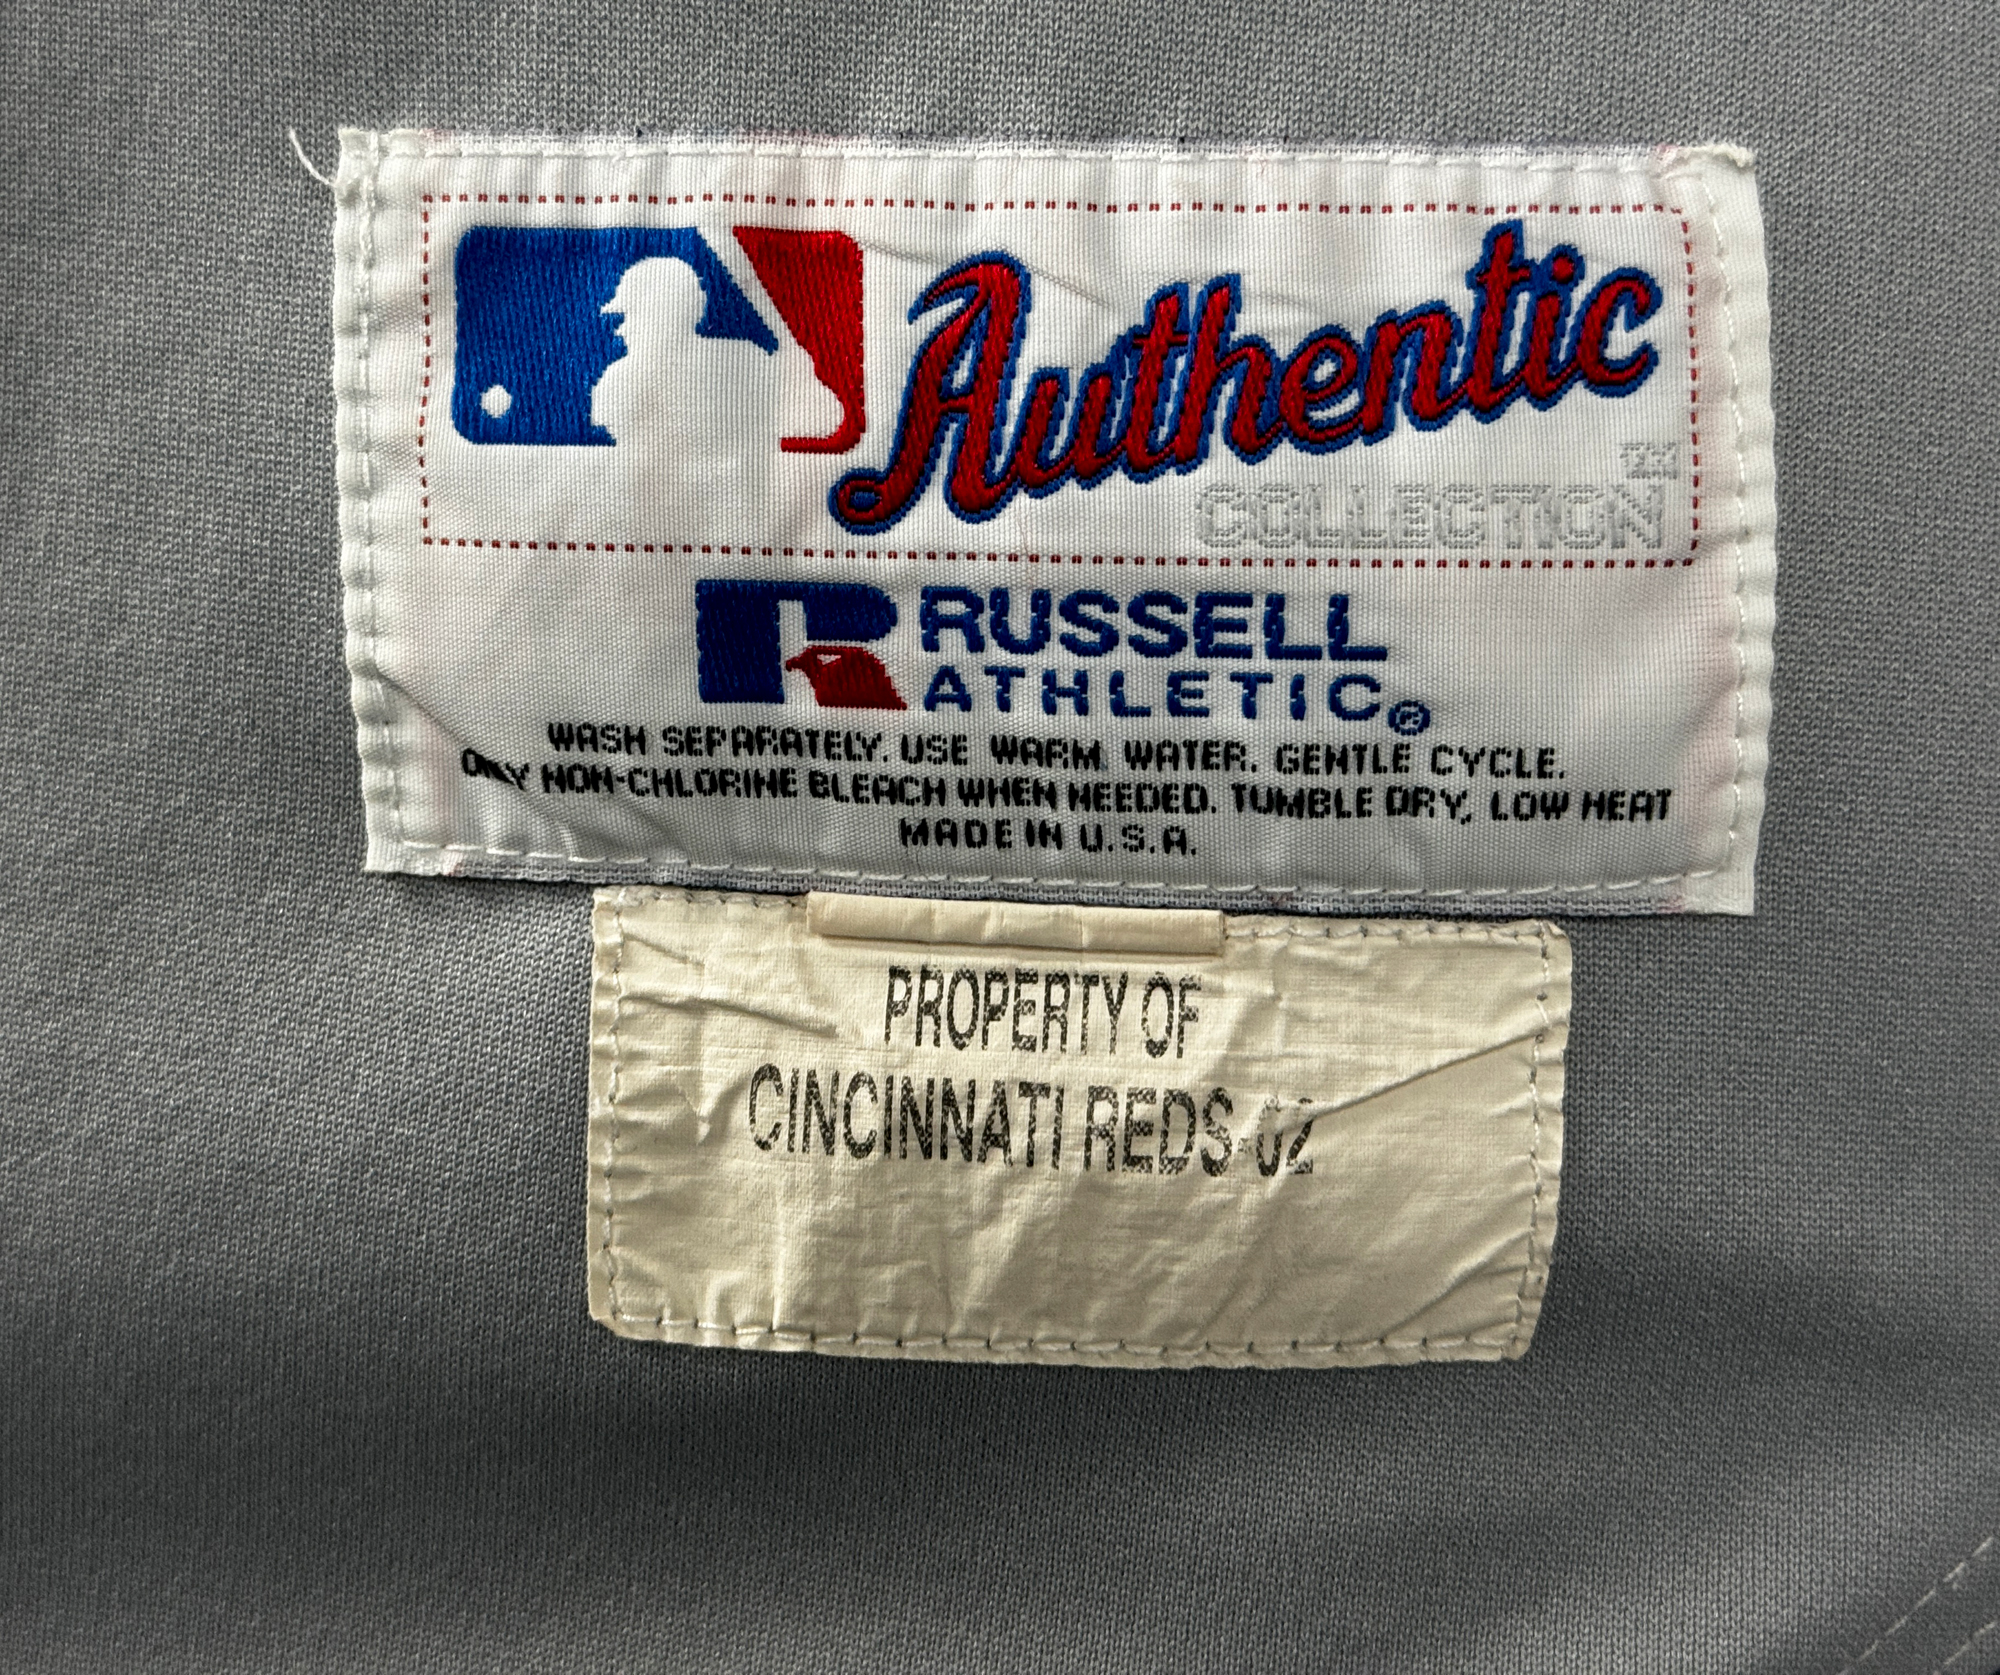 Authentic
TM
COLLECTION
RUSSELL
ATHLETIC®
WASH SEPARATELY. USE WARM. WATER. GENTLE CYCLE.
ONLY NON-CHLORINE BLEACH WHEN NEEDED. TUMBLE DRY, LOW HEAT
MADE IN U.S.A.
PROPERTY OF
CINCINNATI REDS-02